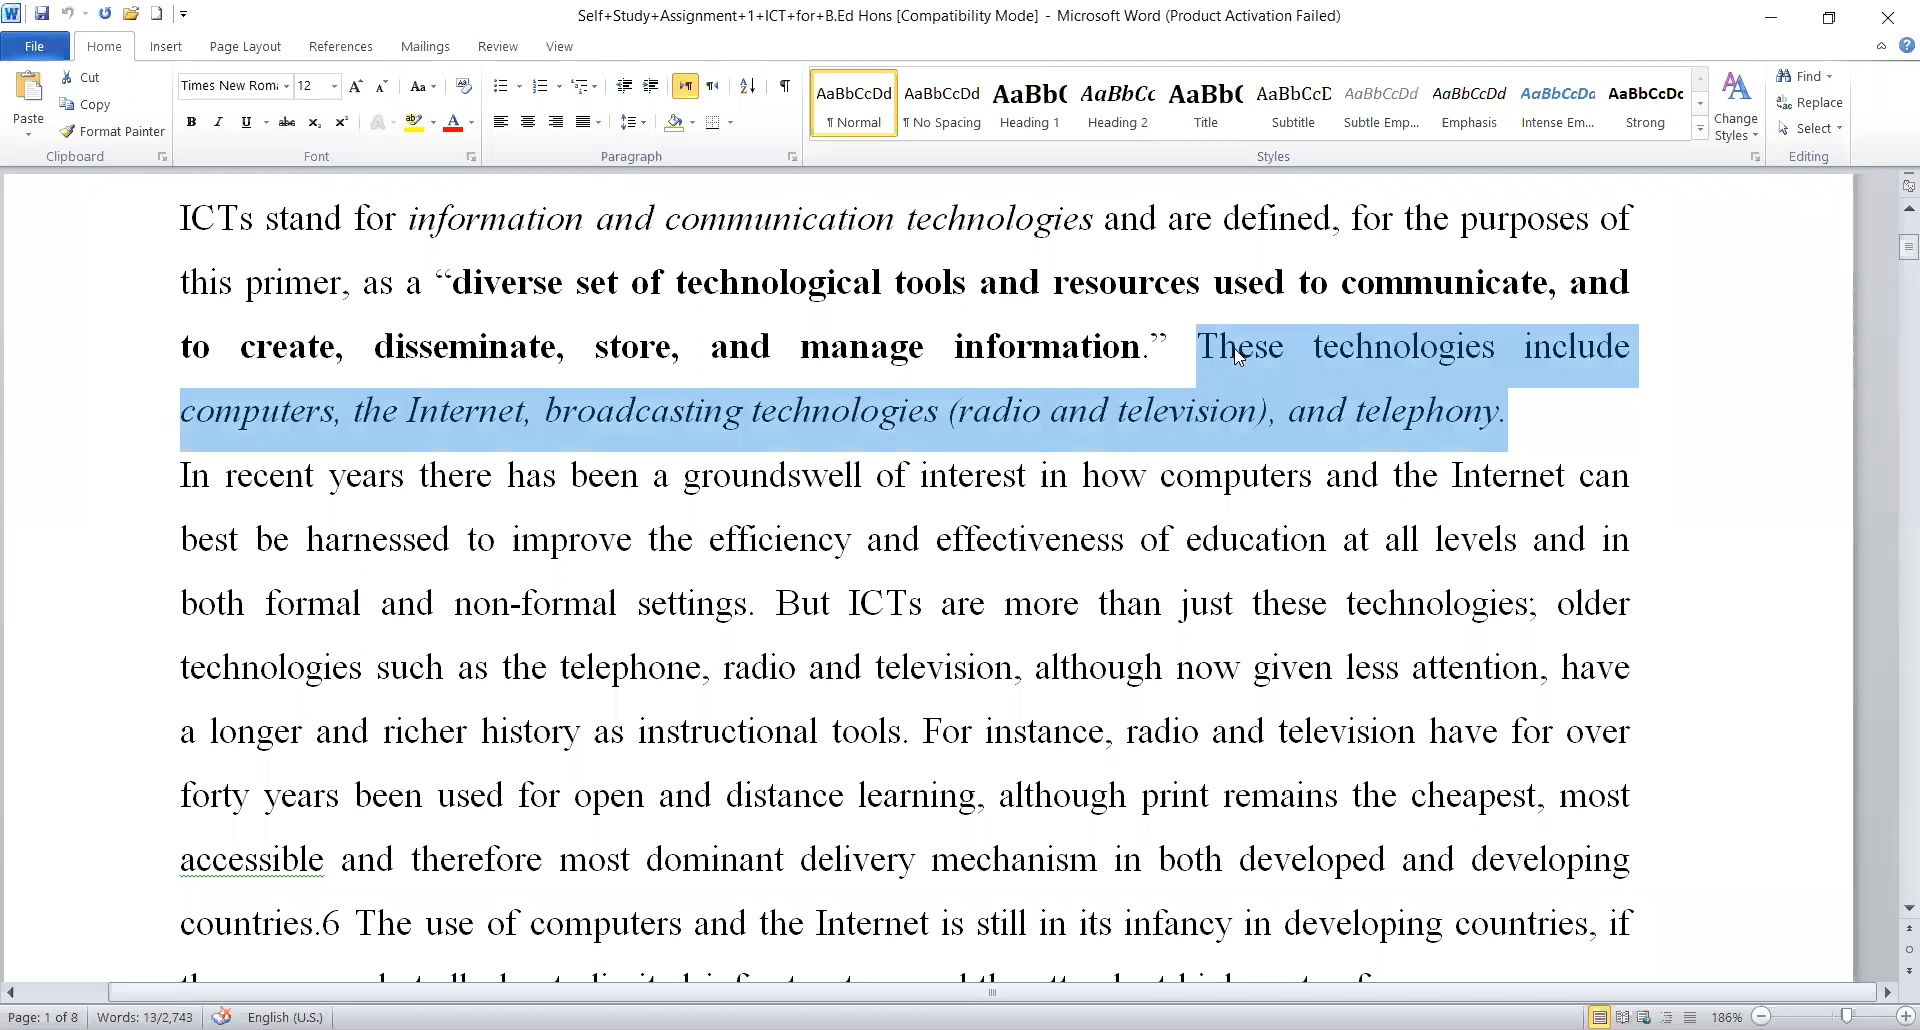 Self+Study+Assignment+1+ICT+for+B.Ed Hons [Compatibility Mode] - Microsoft Word (Product Activation Failed)
File Home Insert Page Layout References Mailings Review View
Paste
Cut
Copy
Format Painter
Clipboard
Times New Rom: 12
Font
Paragraph
AaBbCcDd AaBbCcDd AaBb( AaBbCc AaBb( AaBbCcD AaBbCcDd AaBbCcDd AaBbCcDc AaBbCcDc
¶ Normal ¶ No Spacing Heading 1 Heading 2 Title Subtitle Subtle Emp... Emphasis Intense Em... Strong
Change Styles
Styles
Find
Replace
Select
Editing
ICTs stand for information and communication technologies and are defined, for the purposes of
this primer, as a “diverse set of technological tools and resources used to communicate, and
to create, disseminate, store, and manage information.” These technologies include
computers, the Internet, broadcasting technologies (radio and television), and telephony.
In recent years there has been a groundswell of interest in how computers and the Internet can
best be harnessed to improve the efficiency and effectiveness of education at all levels and in
both formal and non-formal settings. But ICTs are more than just these technologies; older
technologies such as the telephone, radio and television, although now given less attention, have
a longer and richer history as instructional tools. For instance, radio and television have for over
forty years been used for open and distance learning, although print remains the cheapest, most
accessible and therefore most dominant delivery mechanism in both developed and developing
countries.6 The use of computers and the Internet is still in its infancy in developing countries, if
Page: 1 of 8 Words: 13/2,743 English (U.S.) 186%